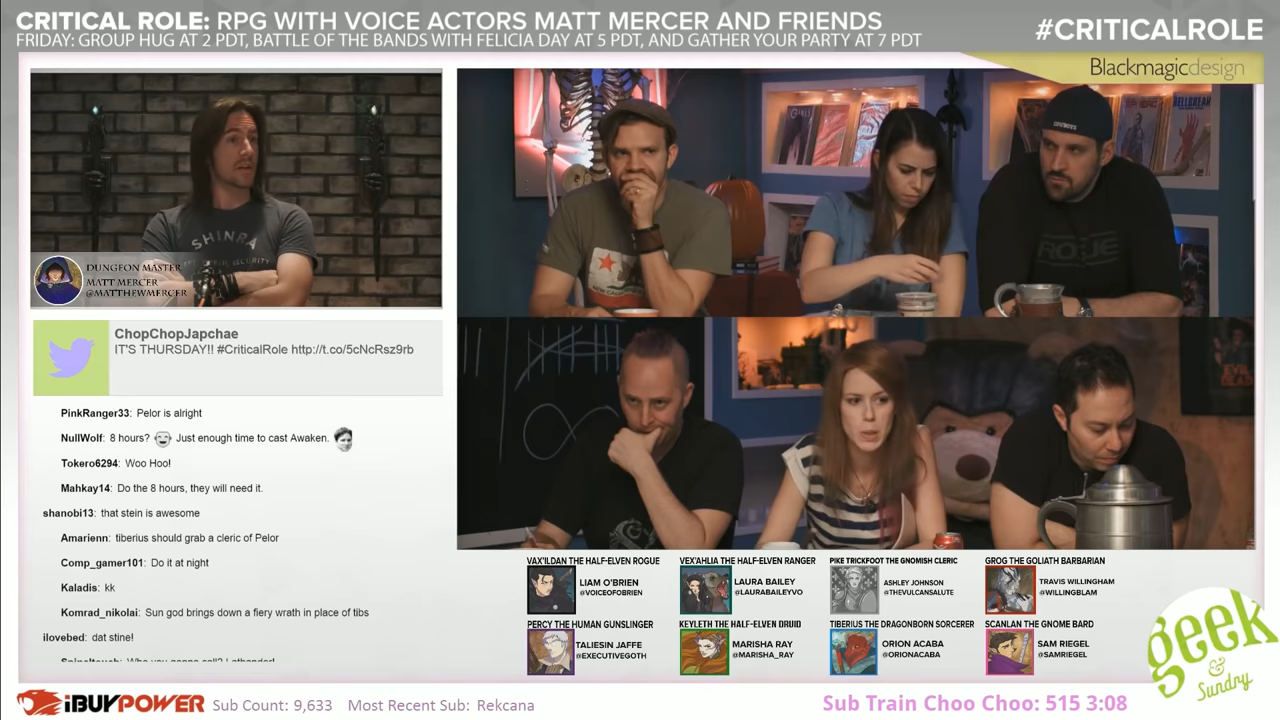 CRITICAL ROLE: RPG WITH VOICE ACTORS MATT MERCER AND FRIENDS
FRIDAY: GROUP HUG AT 2 PDT, BATTLE OF THE BANDS WITH FELICIA DAY AT 5 PDT, AND GATHER YOUR PARTY AT 7 PDT
#CRITICALROLE
Blackmagicdesign
SHINRA
DUNGEON MASTER
MATT MERCER
@MATTHEWMERCER
GIRLS
HELLBREAK
COWBOYS
ROGUE
EVIL
DEAD
ChopChopJapchae
IT'S THURSDAY!! #CriticalRole http://t.co/5cNcRsz9rb
PinkRanger33: Pelor is alright
NullWolf: 8 hours? Just enough time to cast Awaken.
Tokero6294: Woo Hoo!
Mahkay14: Do the 8 hours, they will need it.
shanobi13: that stein is awesome
Amarienn: tiberius should grab a cleric of Pelor
Comp_gamer101: Do it at night
Kaladis: kk
Komrad_nikolai: Sun god brings down a fiery wrath in place of tibs
ilovebed: dat stine!
VAX'ILDAN THE HALF-ELVEN ROGUE
LIAM O'BRIEN
@VOICEOFOBRIEN
VEX'AHLIA THE HALF-ELVEN RANGER
LAURA BAILEY
@LAURABAILEYVO
PIKE TRICKFOOT THE GNOMISH CLERIC
ASHLEY JOHNSON
@THEVULCANSALUTE
GROG THE GOLIATH BARBARIAN
TRAVIS WILLINGHAM
@WILLINGBLAM
PERCY THE HUMAN GUNSLINGER
TALIESIN JAFFE
@EXECUTIVEGOTH
KEYLETH THE HALF-ELVEN DRUID
MARISHA RAY
@MARISHA_RAY
TIBERIUS THE DRAGONBORN SORCERER
ORION ACABA
@ORIONACABA
SCANLAN THE GNOME BARD
SAM RIEGEL
@SAMRIEGEL
geek
&
Sundry
iBUYPOWER
Sub Count: 9,633 Most Recent Sub: Rekcana
Sub Train Choo Choo: 515 3:08